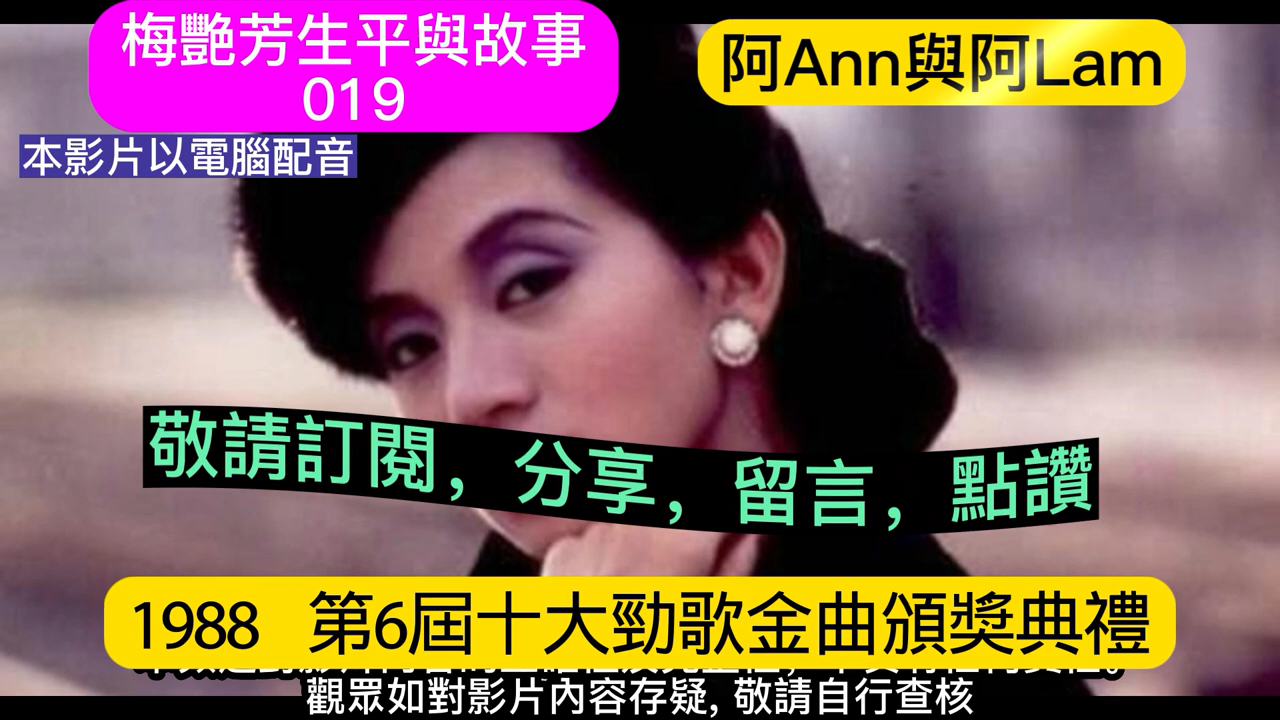 梅艷芳生平與故事
019
阿Ann與阿Lam
本影片以電腦配音
敬請訂閱，分享，留言，點讚
1988 第6屆十大勁歌金曲頒獎典禮
觀眾如對影片內容存疑, 敬請自行查核